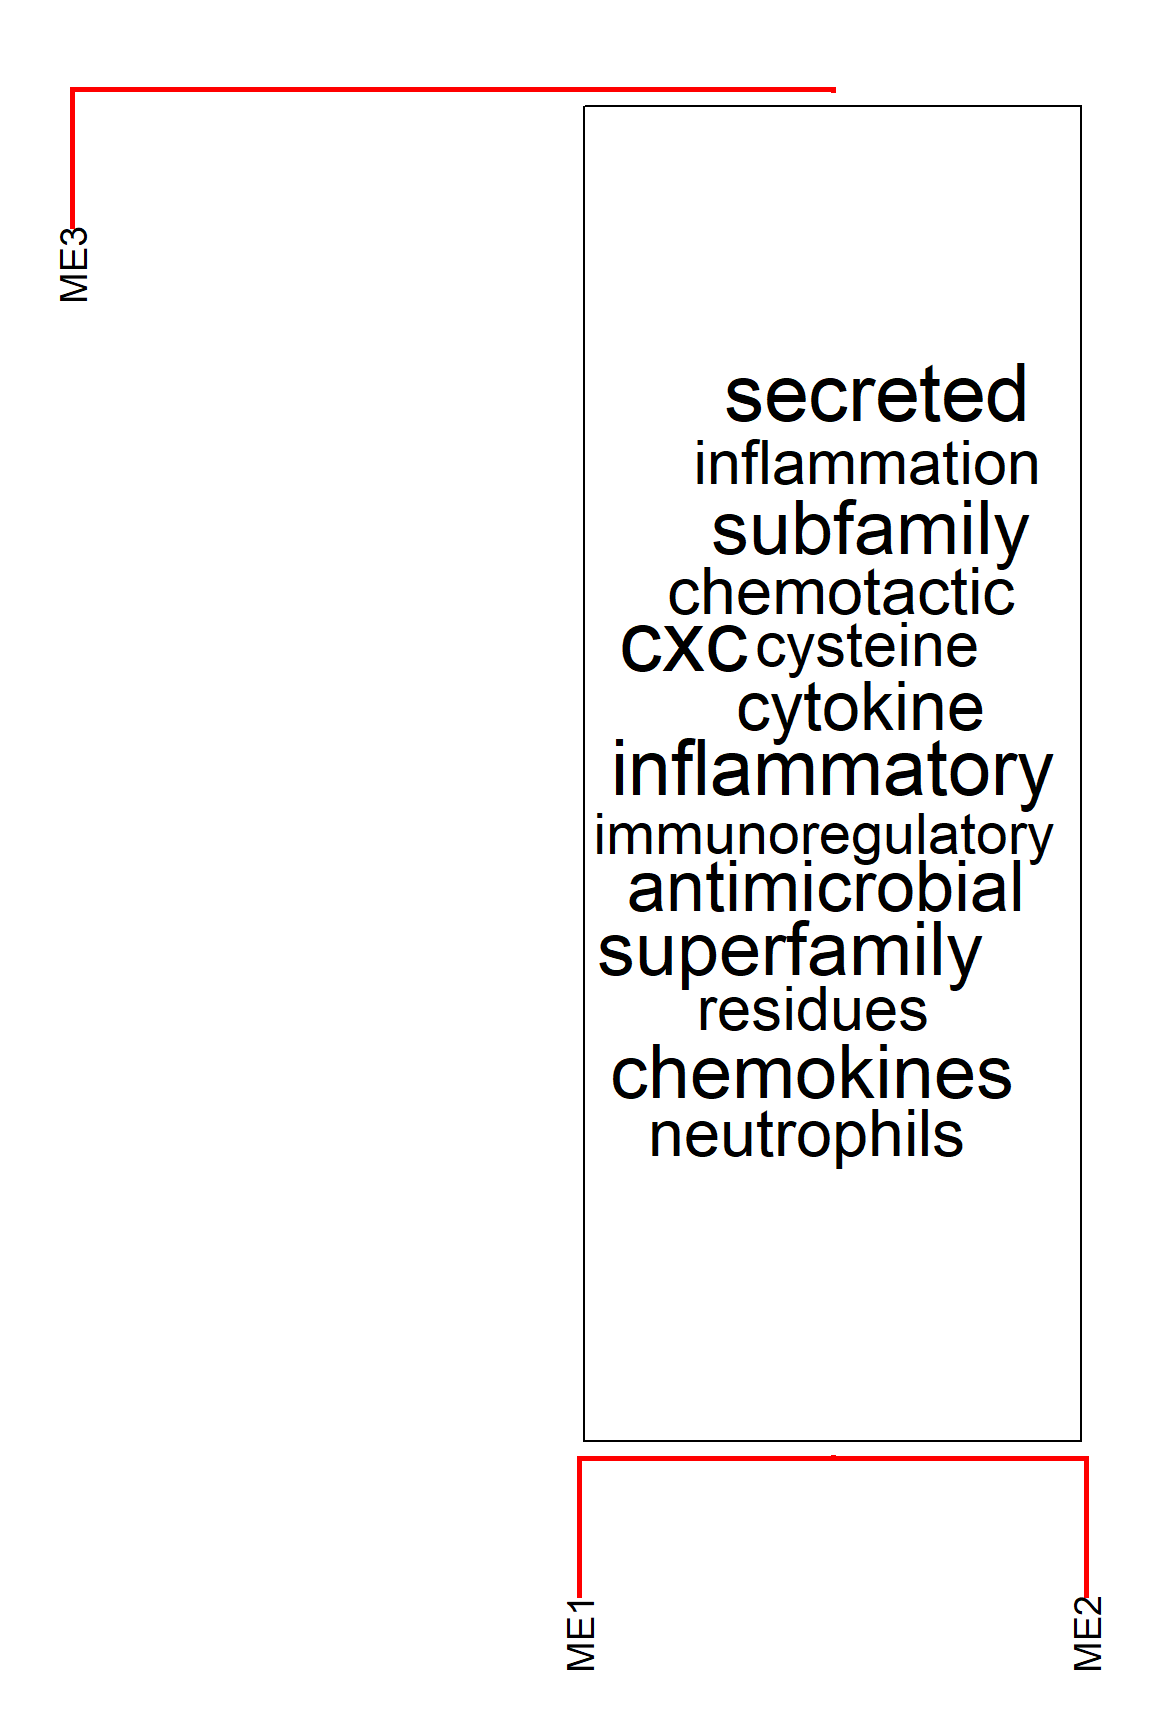 ME3
secreted
inflammation
subfamily
chemotactic
cxc cysteine
cytokine
inflammatory
immunoregulatory
antimicrobial
superfamily
residues
chemokines
neutrophils
ME1
ME2